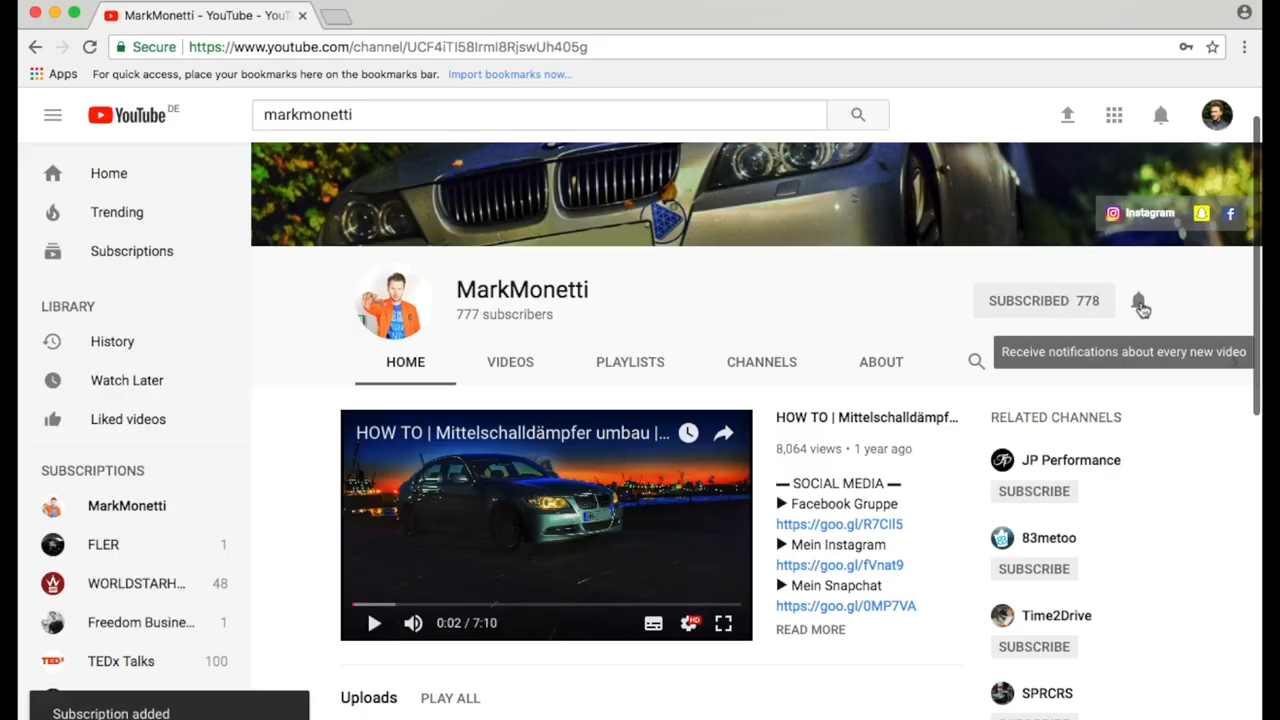 MarkMonetti - YouTube - YouT
Secure https://www.youtube.com/channel/UCF4iTl58Irml8RjswUh405g
Apps For quick access, place your bookmarks here on the bookmarks bar. Import bookmarks now...
YouTube DE
markmonetti
Home
Trending
Subscriptions
LIBRARY
History
Watch Later
Liked videos
SUBSCRIPTIONS
MarkMonetti
FLER 1
WORLDSTARH... 48
Freedom Busine... 1
TEDx Talks 100
Subscription added
Instagram
MarkMonetti
777 subscribers
SUBSCRIBED 778
Receive notifications about every new video
HOME VIDEOS PLAYLISTS CHANNELS ABOUT
HOW TO | Mittelschalldämpfer umbau |...
0:02 / 7:10
HD
HOW TO | Mittelschalldämpf...
8,064 views • 1 year ago
▬ SOCIAL MEDIA ▬
▶ Facebook Gruppe
https://goo.gl/R7CIl5
▶ Mein Instagram
https://goo.gl/fVnat9
▶ Mein Snapchat
https://goo.gl/0MP7VA
READ MORE
RELATED CHANNELS
JP Performance
SUBSCRIBE
83metoo
SUBSCRIBE
Time2Drive
SUBSCRIBE
SPRCRS
Uploads PLAY ALL